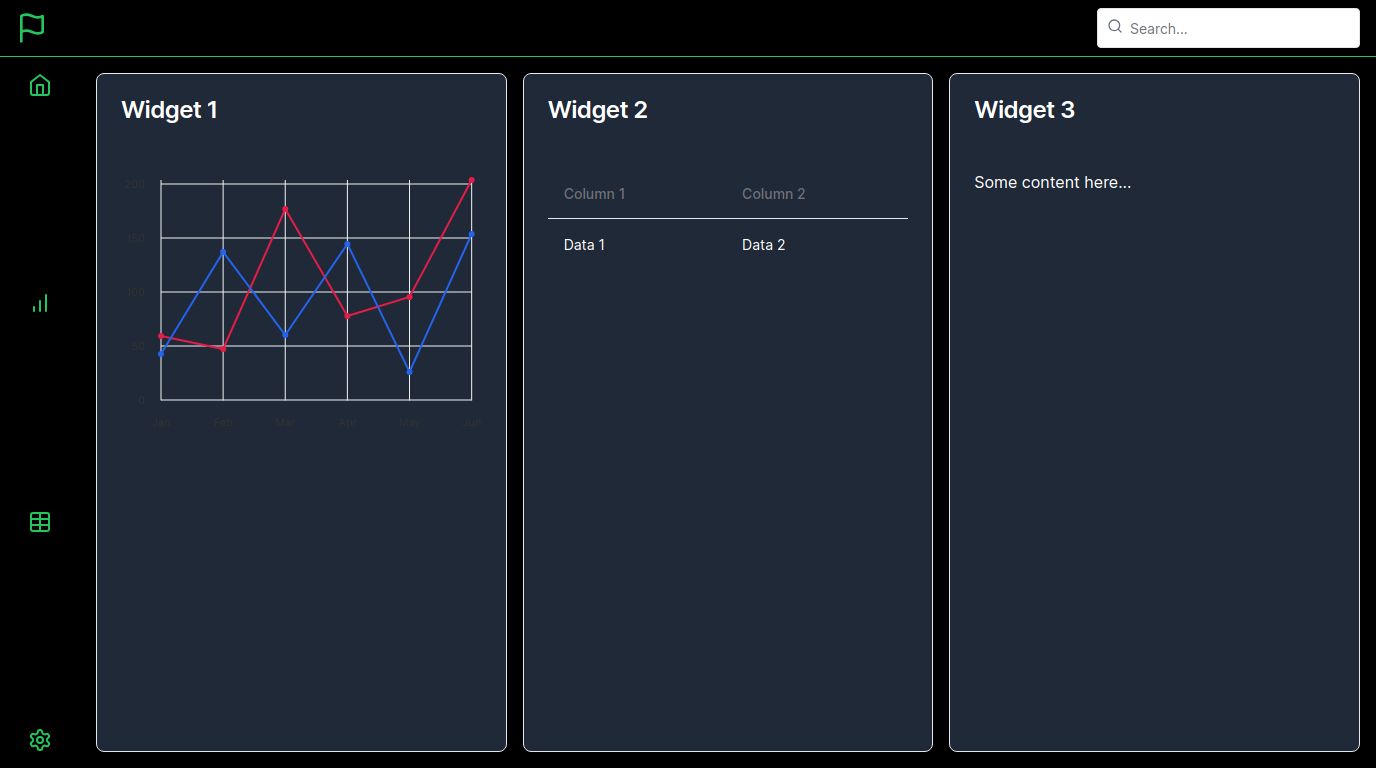 Search...
Widget 1
200
150
100
50
0
Jan Feb Mar Apr May Jun
Widget 2
Column 1 Column 2
Data 1 Data 2
Widget 3
Some content here...